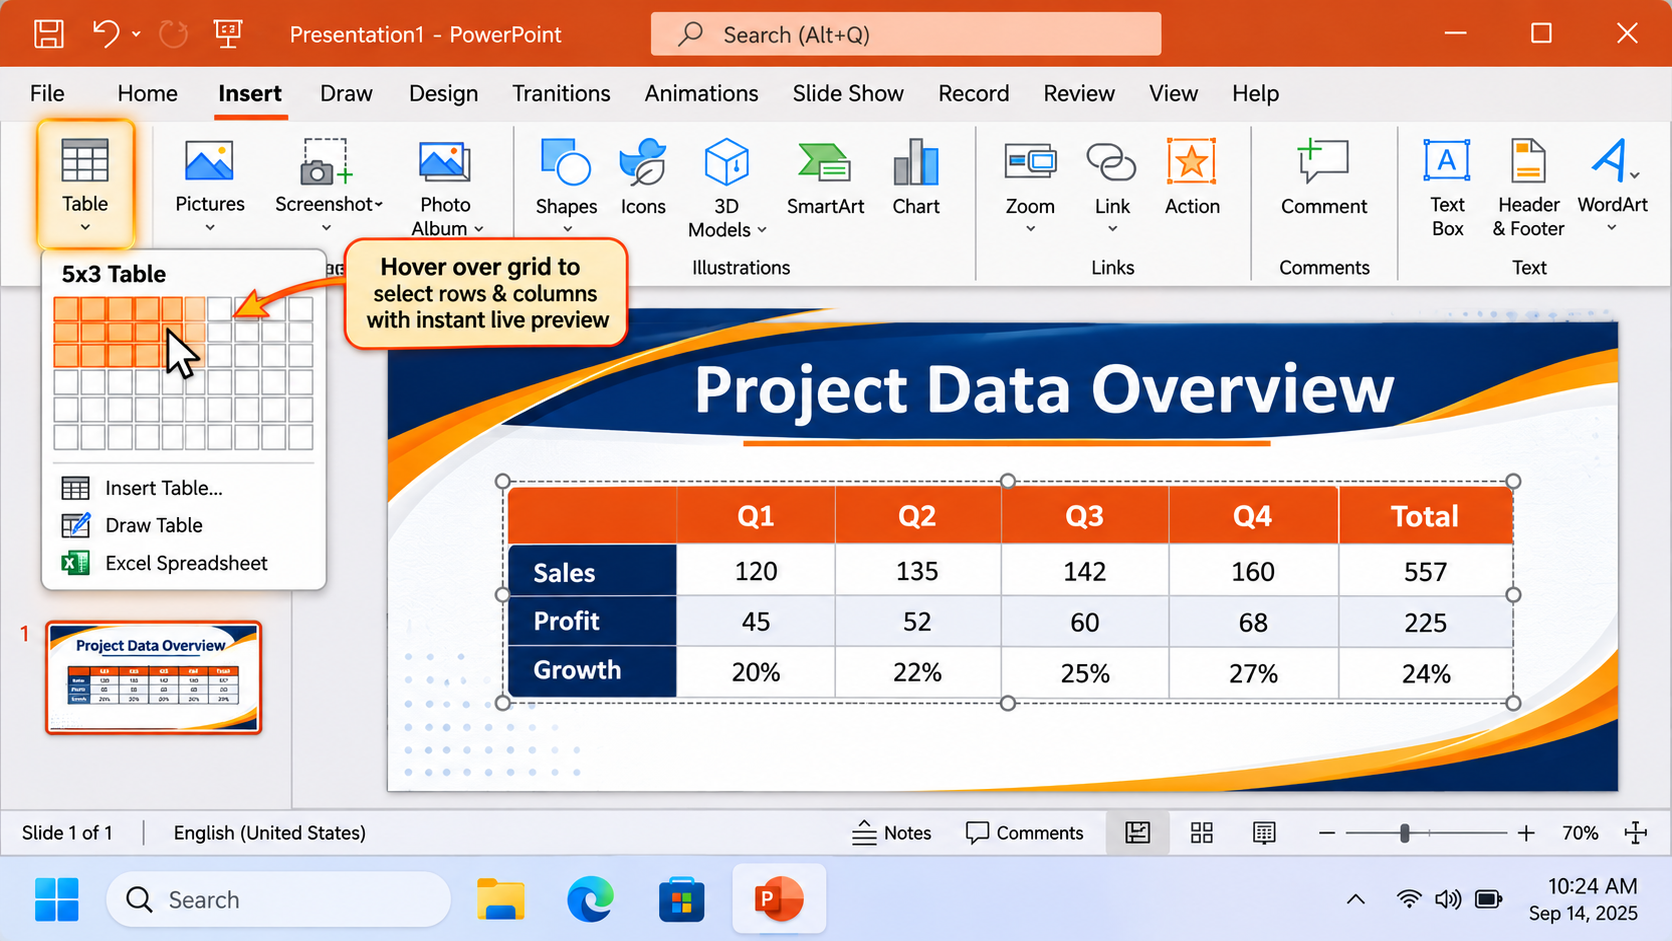 Presentation1 - PowerPoint
Search (Alt+Q)
File Home Insert Draw Design Tranitions Animations Slide Show Record Review View Help
Table
Pictures
Screenshot
Photo
Album
Shapes
Icons
3D
Models
SmartArt
Chart
Zoom
Link
Action
Comment
Text
Box
Header
& Footer
WordArt
Illustrations
Links
Comments
Text
5x3 Table
Hover over grid to
select rows & columns
with instant live preview
Insert Table...
Draw Table
Excel Spreadsheet
1
Project Data Overview
Project Data Overview
Q1 Q2 Q3 Q4 Total
Sales 120 135 142 160 557
Profit 45 52 60 68 225
Growth 20% 22% 25% 27% 24%
Slide 1 of 1
English (United States)
Notes
Comments
70%
Search
P
10:24 AM
Sep 14, 2025